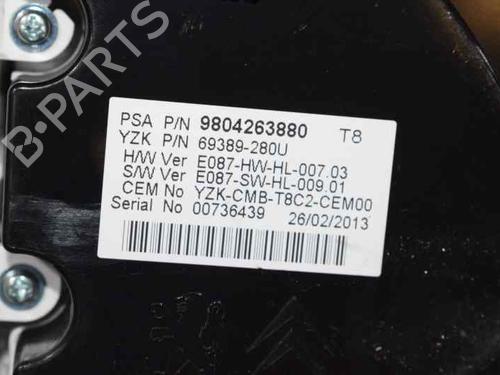 B-PARTS
PSA P/N 9804263880 T8
YZK P/N 69389-280U
H/W Ver E087-HW-HL-007.03
S/W Ver E087-SW-HL-009.01
CEM No YZK-CMB-T8C2-CEM00
Serial No 00736439 26/02/2013